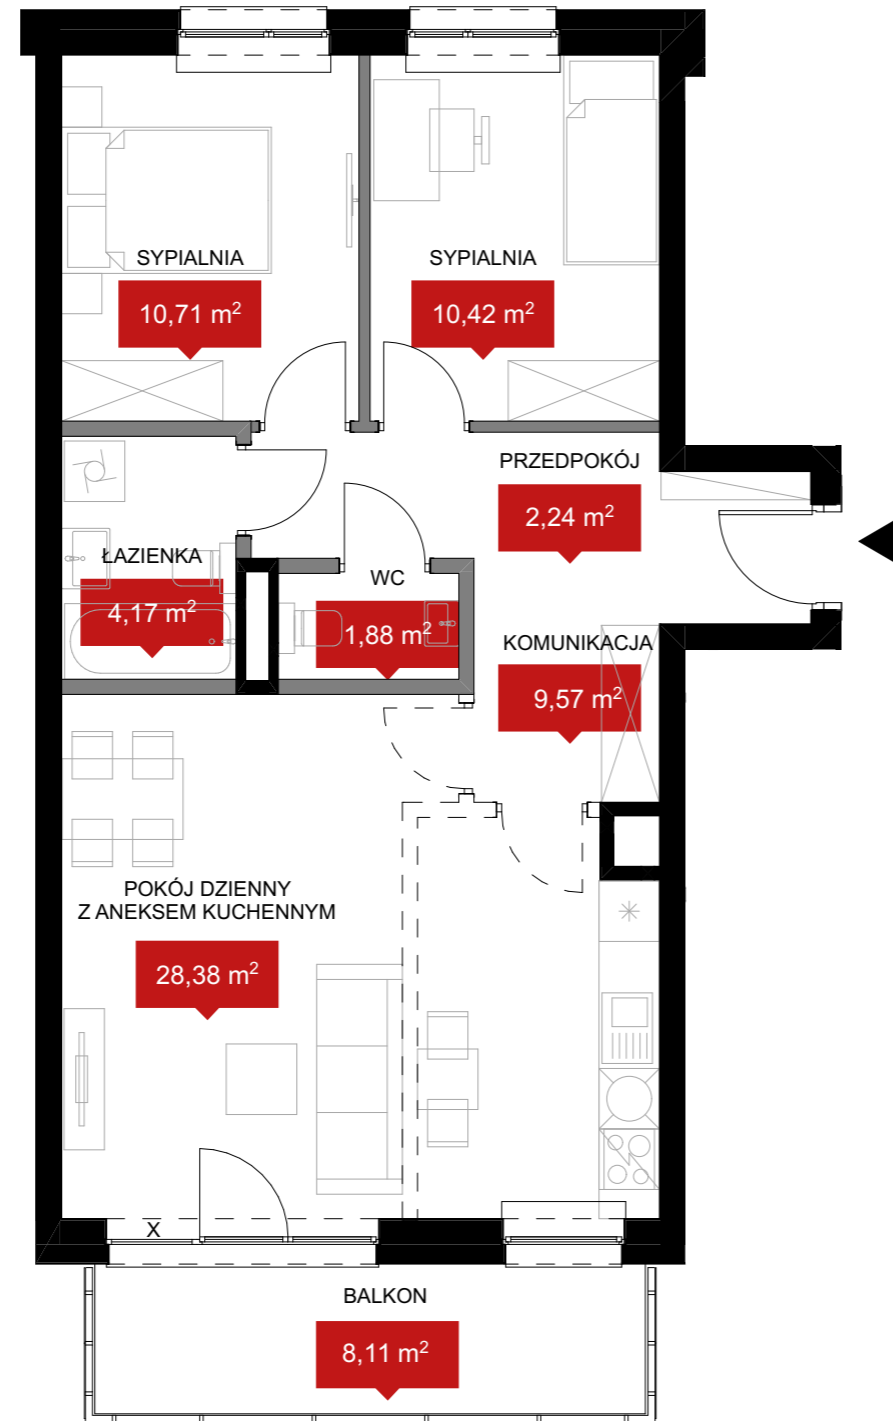 SYPIALNIA
10,71 m²
SYPIALNIA
10,42 m²
PRZEDPOKÓJ
2,24 m²
ŁAZIENKA
4,17 m²
WC
1,88 m²
KOMUNIKACJA
9,57 m²
POKÓJ DZIENNY
Z ANEKSEM KUCHENNYM
28,38 m²
X
BALKON
8,11 m²